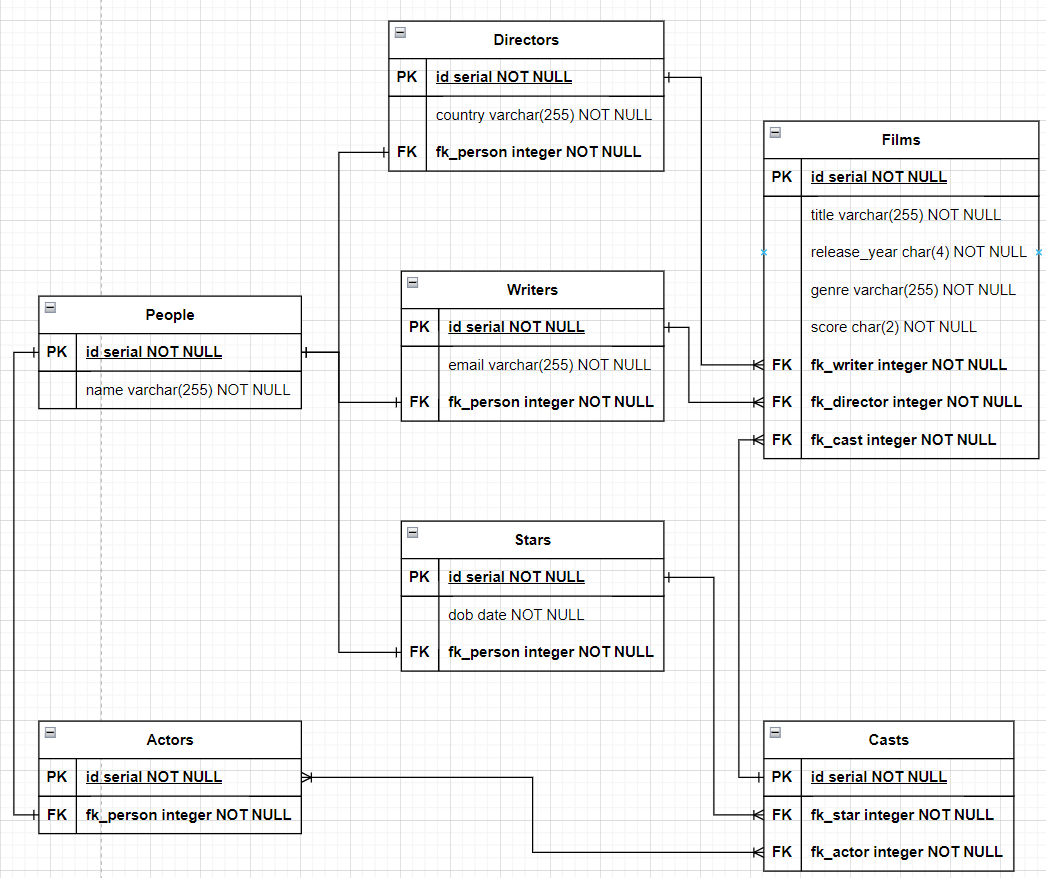 Directors
PK id serial NOT NULL
country varchar(255) NOT NULL
FK fk_person integer NOT NULL
Films
PK id serial NOT NULL
title varchar(255) NOT NULL
release_year char(4) NOT NULL
genre varchar(255) NOT NULL
score char(2) NOT NULL
FK fk_writer integer NOT NULL
FK fk_director integer NOT NULL
FK fk_cast integer NOT NULL
Writers
PK id serial NOT NULL
email varchar(255) NOT NULL
FK fk_person integer NOT NULL
People
PK id serial NOT NULL
name varchar(255) NOT NULL
Stars
PK id serial NOT NULL
dob date NOT NULL
FK fk_person integer NOT NULL
Actors
PK id serial NOT NULL
FK fk_person integer NOT NULL
Casts
PK id serial NOT NULL
FK fk_star integer NOT NULL
FK fk_actor integer NOT NULL